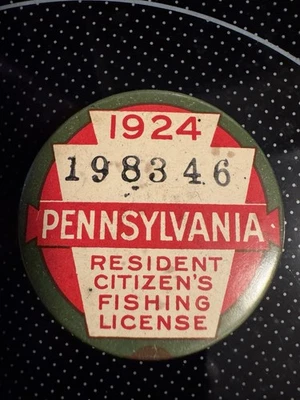 1924
198346
PENNSYLVANIA
RESIDENT
CITIZEN'S
FISHING
LICENSE